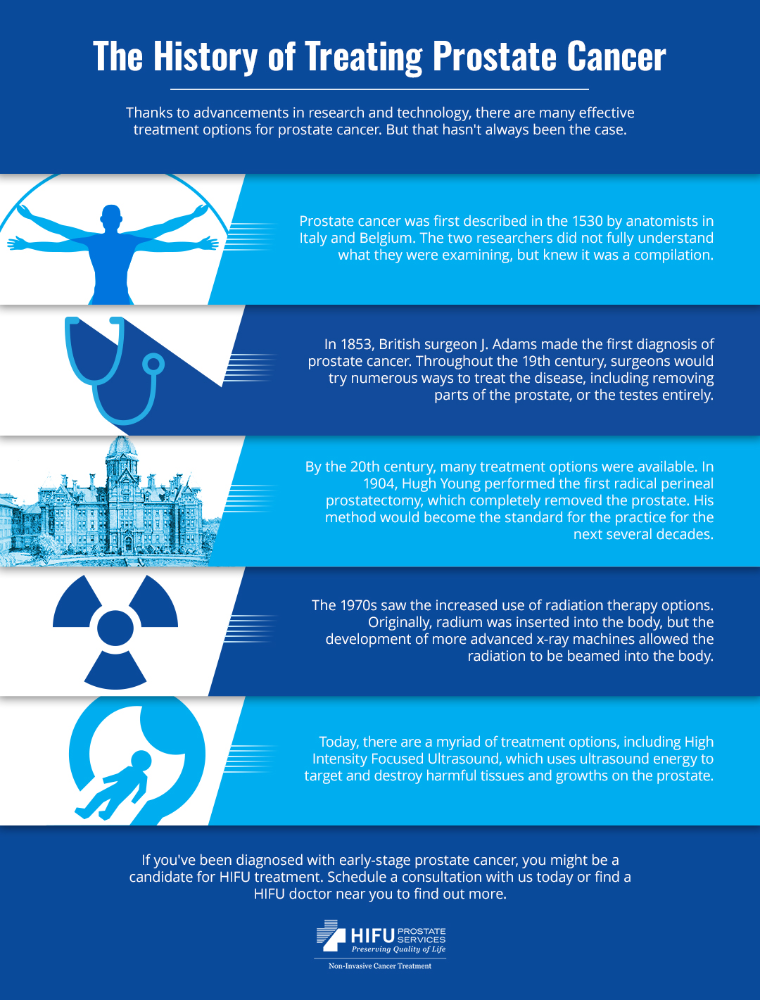 The History of Treating Prostate Cancer
Thanks to advancements in research and technology, there are many effective
treatment options for prostate cancer. But that hasn't always been the case.
Prostate cancer was first described in the 1530 by anatomists in
Italy and Belgium. The two researchers did not fully understand
what they were examining, but knew it was a compilation.
In 1853, British surgeon J. Adams made the first diagnosis of
prostate cancer. Throughout the 19th century, surgeons would
try numerous ways to treat the disease, including removing
parts of the prostate, or the testes entirely.
By the 20th century, many treatment options were available. In
1904, Hugh Young performed the first radical perineal
prostatectomy, which completely removed the prostate. His
method would become the standard for the practice for the
next several decades.
The 1970s saw the increased use of radiation therapy options.
Originally, radium was inserted into the body, but the
development of more advanced x-ray machines allowed the
radiation to be beamed into the body.
Today, there are a myriad of treatment options, including High
Intensity Focused Ultrasound, which uses ultrasound energy to
target and destroy harmful tissues and growths on the prostate.
If you've been diagnosed with early-stage prostate cancer, you might be a
candidate for HIFU treatment. Schedule a consultation with us today or find a
HIFU doctor near you to find out more.
HIFU PROSTATE
SERVICES
Preserving Quality of Life
Non-Invasive Cancer Treatment